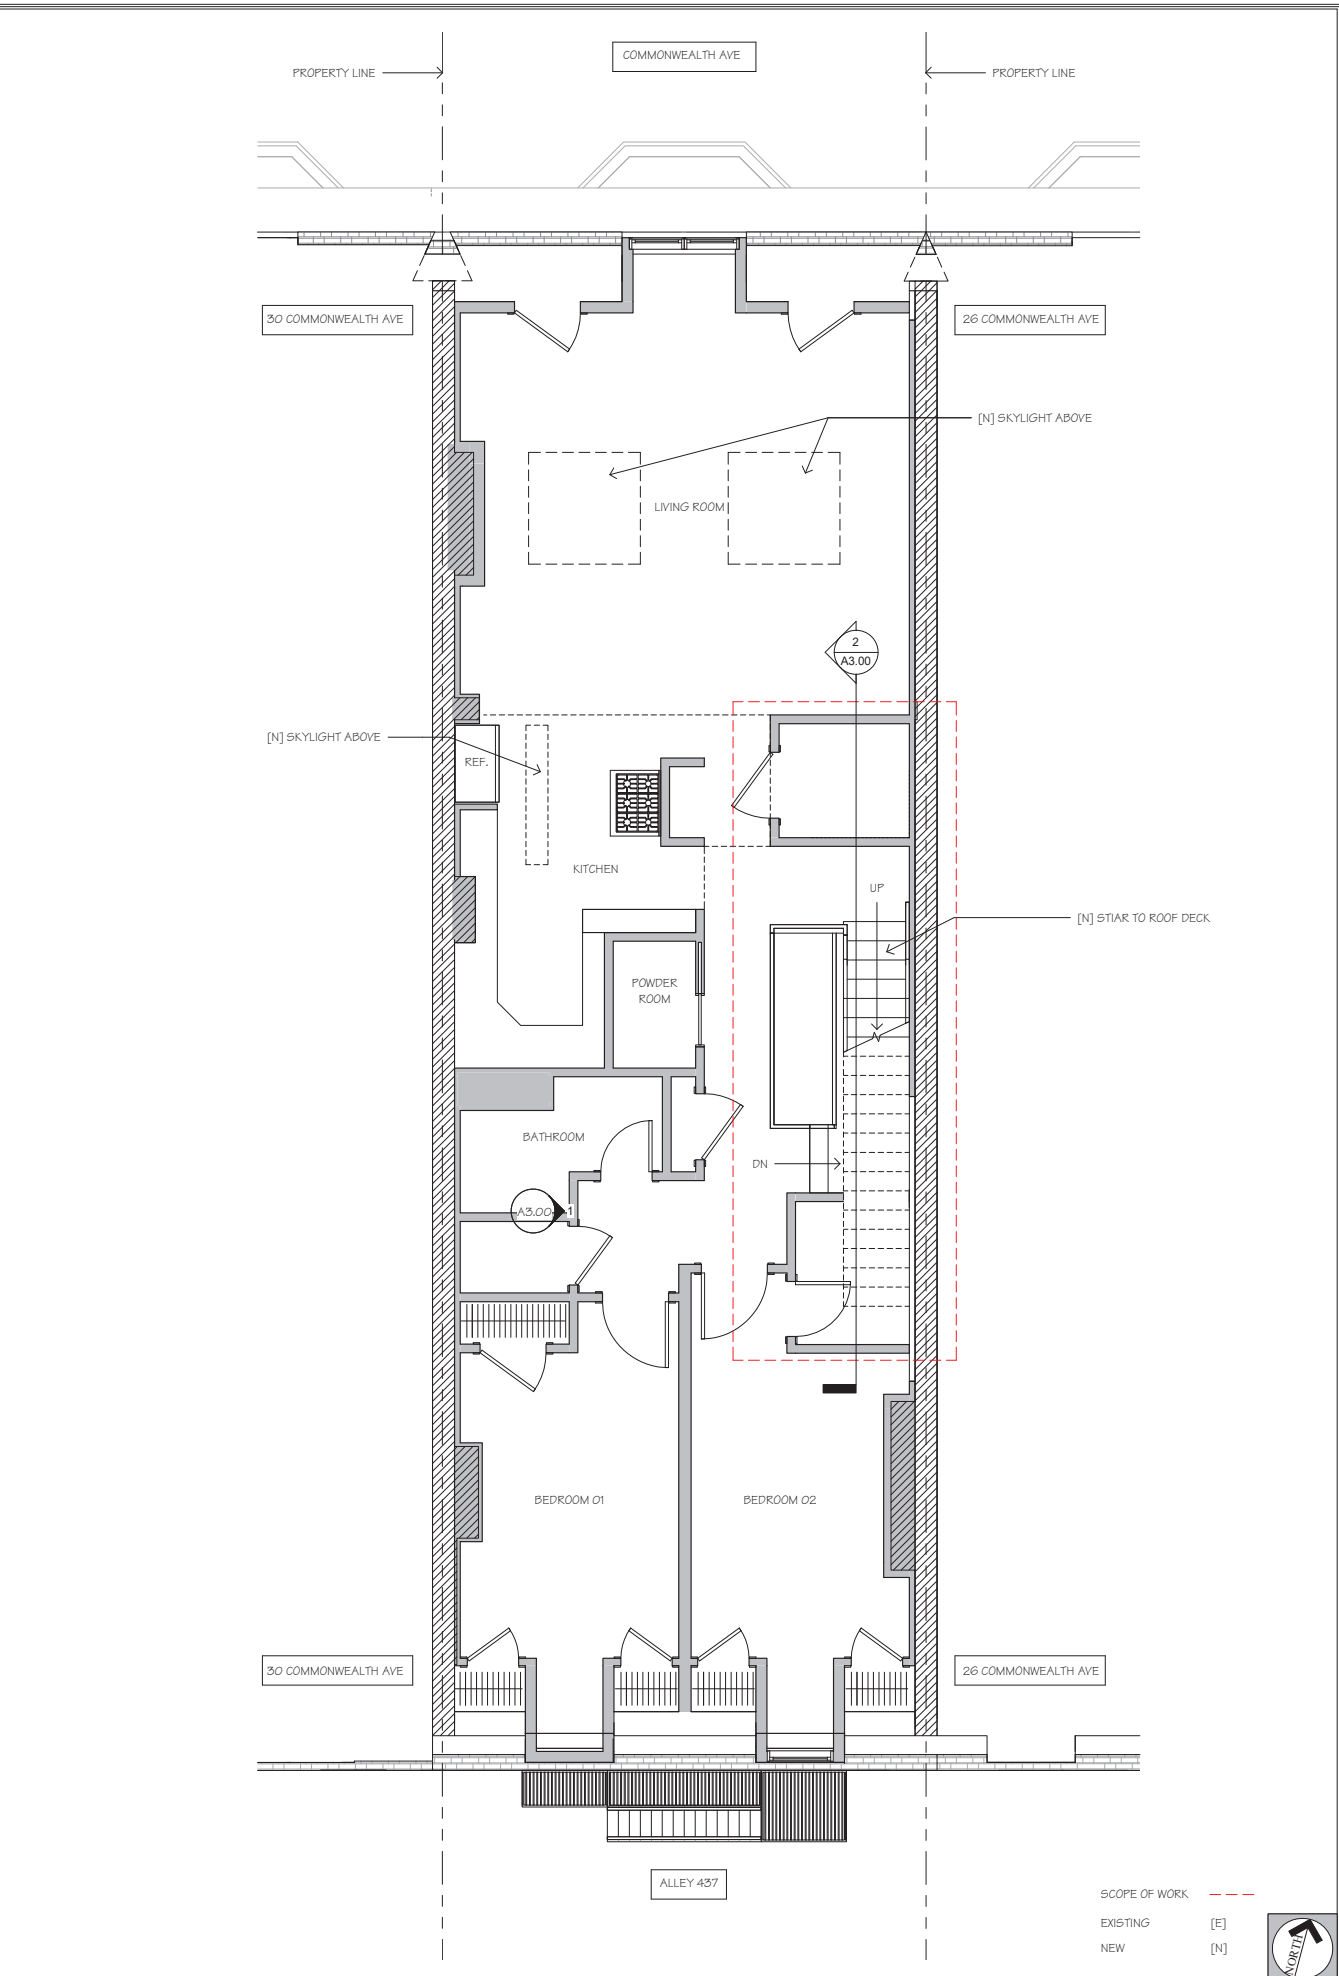 COMMONWEALTH AVE
PROPERTY LINE
PROPERTY LINE
30 COMMONWEALTH AVE
26 COMMONWEALTH AVE
[N] SKYLIGHT ABOVE
LIVING ROOM
2
A3.00
[N] SKYLIGHT ABOVE
REF.
KITCHEN
UP
[N] STIAR TO ROOF DECK
POWDER
ROOM
BATHROOM
DN
A3.00
1
BEDROOM 01
BEDROOM 02
30 COMMONWEALTH AVE
26 COMMONWEALTH AVE
ALLEY 437
SCOPE OF WORK
EXISTING [E]
NEW [N]
NORTH